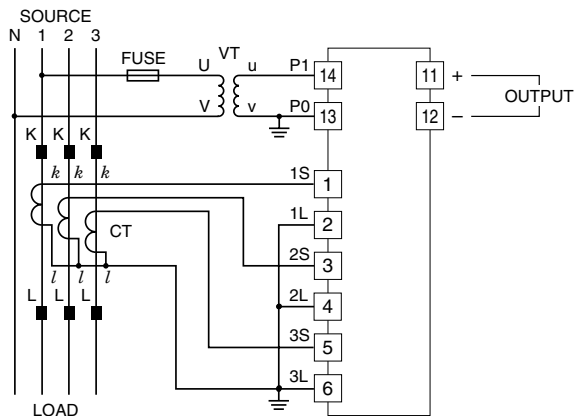 SOURCE
N 1 2 3
FUSE
VT
U u P1 14 11 +
OUTPUT
V v P0 13 12 −
K K K
k k k
1S 1
1L 2
CT
2S 3
l l l
2L 4
L L L
3S 5
3L 6
LOAD